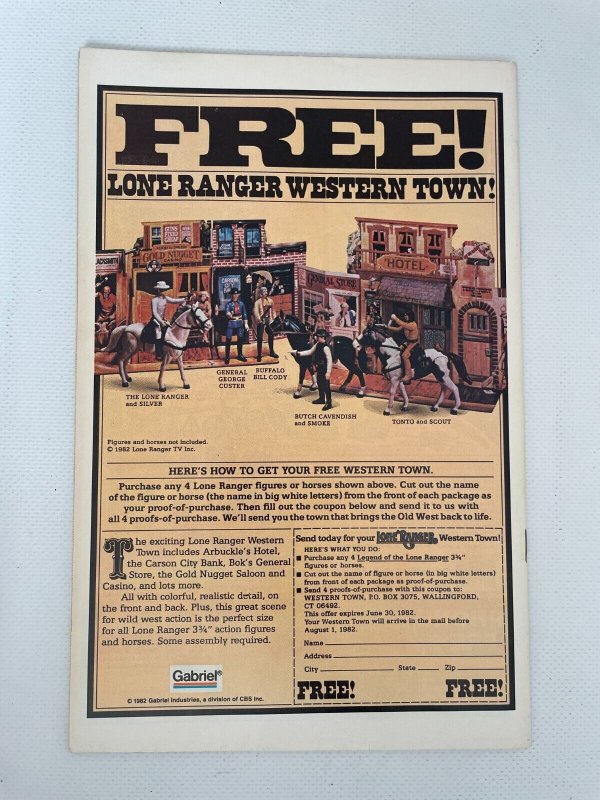 FREE!
LONE RANGER WESTERN TOWN!
GOLD NUGGET
CARSON CITY
GENERAL STORE
HOTEL
THE LONE RANGER
and SILVER
GENERAL
GEORGE
CUSTER
BUFFALO
BILL CODY
BUTCH CAVENDISH
and SMOKE
TONTO and SCOUT
Figures and horses not included.
© 1982 Lone Ranger TV Inc.
HERE'S HOW TO GET YOUR FREE WESTERN TOWN.
Purchase any 4 Lone Ranger figures or horses shown above. Cut out the name
of the figure or horse (the name in big white letters) from the front of each package as
your proof-of-purchase. Then fill out the coupon below and send it to us with
all 4 proofs-of-purchase. We'll send you the town that brings the Old West back to life.
The exciting Lone Ranger Western
Town includes Arbuckle's Hotel,
the Carson City Bank, Bok's General
Store, the Gold Nugget Saloon and
Casino, and lots more.
All with colorful, realistic detail, on
the front and back. Plus, this great scene
for wild west action is the perfect size
for all Lone Ranger 3¾" action figures
and horses. Some assembly required.
Gabriel®
© 1982 Gabriel Industries, a division of CBS Inc.
Send today for your LONE RANGER Western Town!
HERE'S WHAT YOU DO:
■ Purchase any 4 Legend of the Lone Ranger 3¾"
figures or horses.
■ Cut out name of figure or horse (in big white letters)
from front of each package as proof-of-purchase.
■ Send 4 proofs-of-purchase with this coupon to:
WESTERN TOWN, P.O. BOX 3075, WALLINGFORD,
CT 06492.
This offer expires June 30, 1982.
Your Western Town will arrive in the mail before
August 1, 1982.
Name
Address
City State Zip
FREE! FREE!